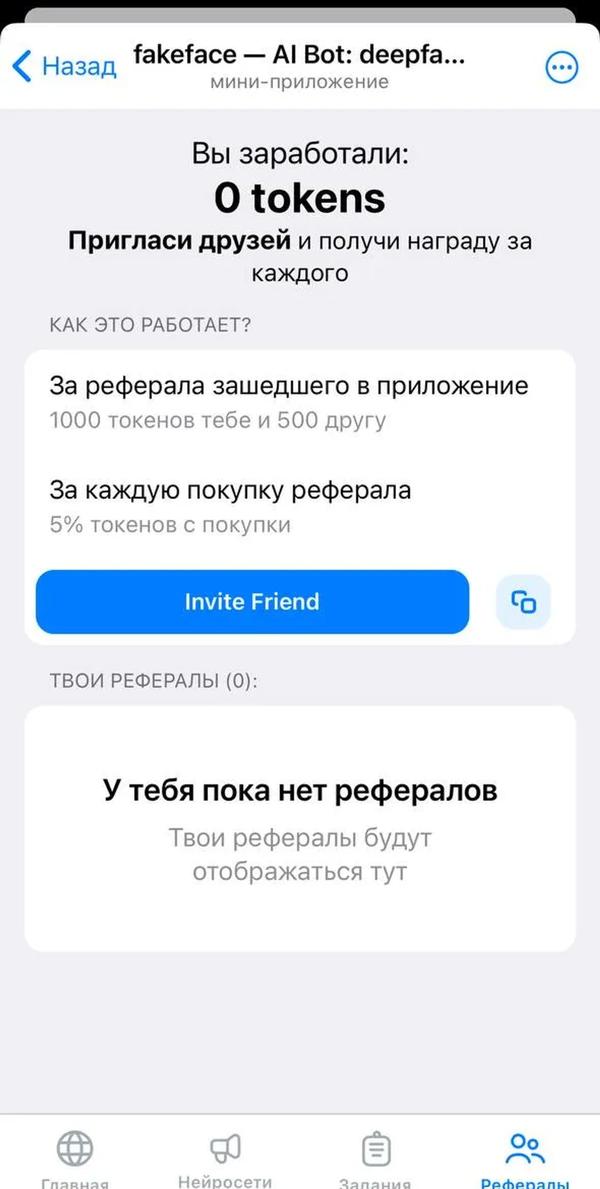 Назад
fakeface — AI Bot: deepfa...
мини-приложение
Вы заработали:
0 tokens
Пригласи друзей и получи награду за
каждого
КАК ЭТО РАБОТАЕТ?
За реферала зашедшего в приложение
1000 токенов тебе и 500 другу
За каждую покупку реферала
5% токенов с покупки
Invite Friend
ТВОИ РЕФЕРАЛЫ (0):
У тебя пока нет рефералов
Твои рефералы будут
отображаться тут
Главная
Нейросети
Задания
Рефералы